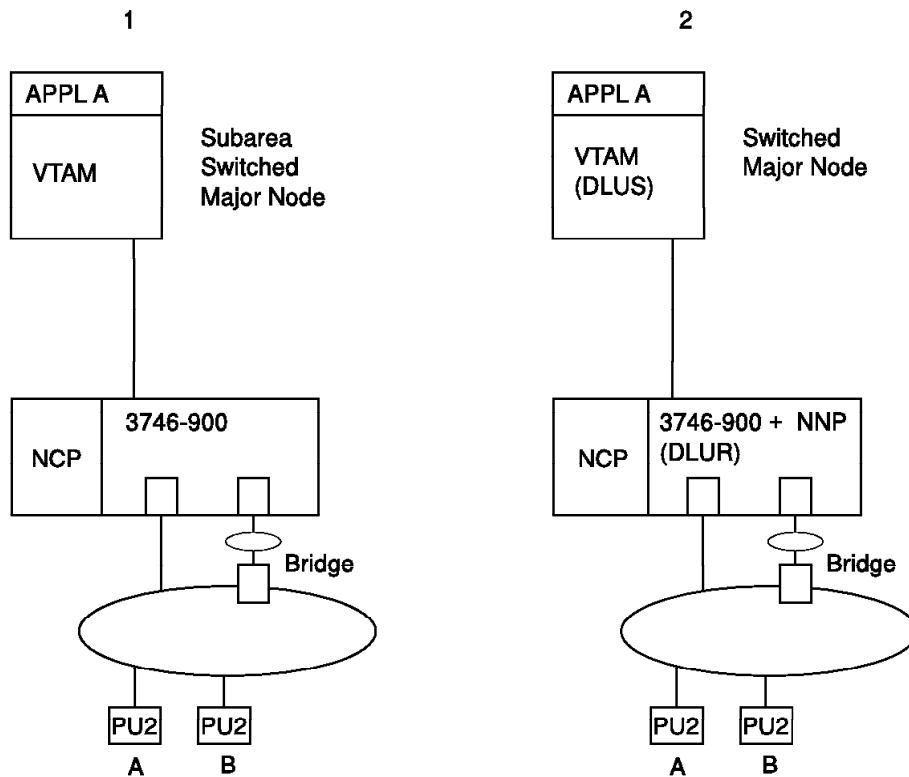 1
APPL A
VTAM
Subarea
Switched
Major Node
NCP
3746-900
Bridge
PU2
PU2
A
B
2
APPL A
VTAM
(DLUS)
Switched
Major Node
NCP
3746-900 + NNP
(DLUR)
Bridge
PU2
PU2
A
B